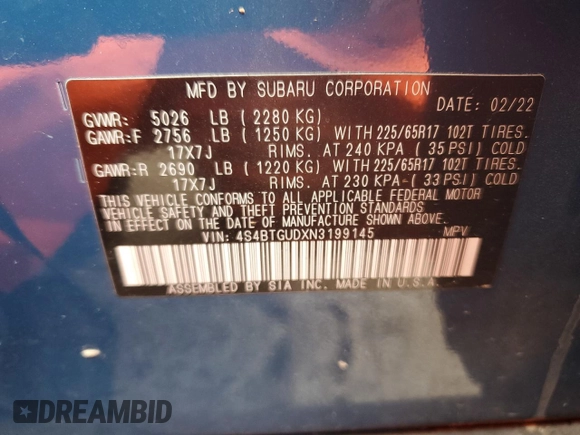 MFD BY SUBARU CORPORATION
DATE: 02/22
GVWR: 5026 LB (2280 KG)
GAWR:F 2756 LB (1250 KG) WITH 225/65R17 102T TIRES.
17X7J RIMS. AT 240 KPA (35 PSI) COLD
GAWR:R 2690 LB (1220 KG) WITH 225/65R17 102T TIRES.
17X7J RIMS. AT 230 KPA (33 PSI) COLD
THIS VEHICLE CONFORMS TO ALL APPLICABLE FEDERAL MOTOR
VEHICLE SAFETY AND THEFT PREVENTION STANDARDS
IN EFFECT ON THE DATE OF MANUFACTURE SHOWN ABOVE.
VIN: 4S4BTGUDXN3199145 MPV
ASSEMBLED BY SIA INC. MADE IN U.S.A.
DREAMBID